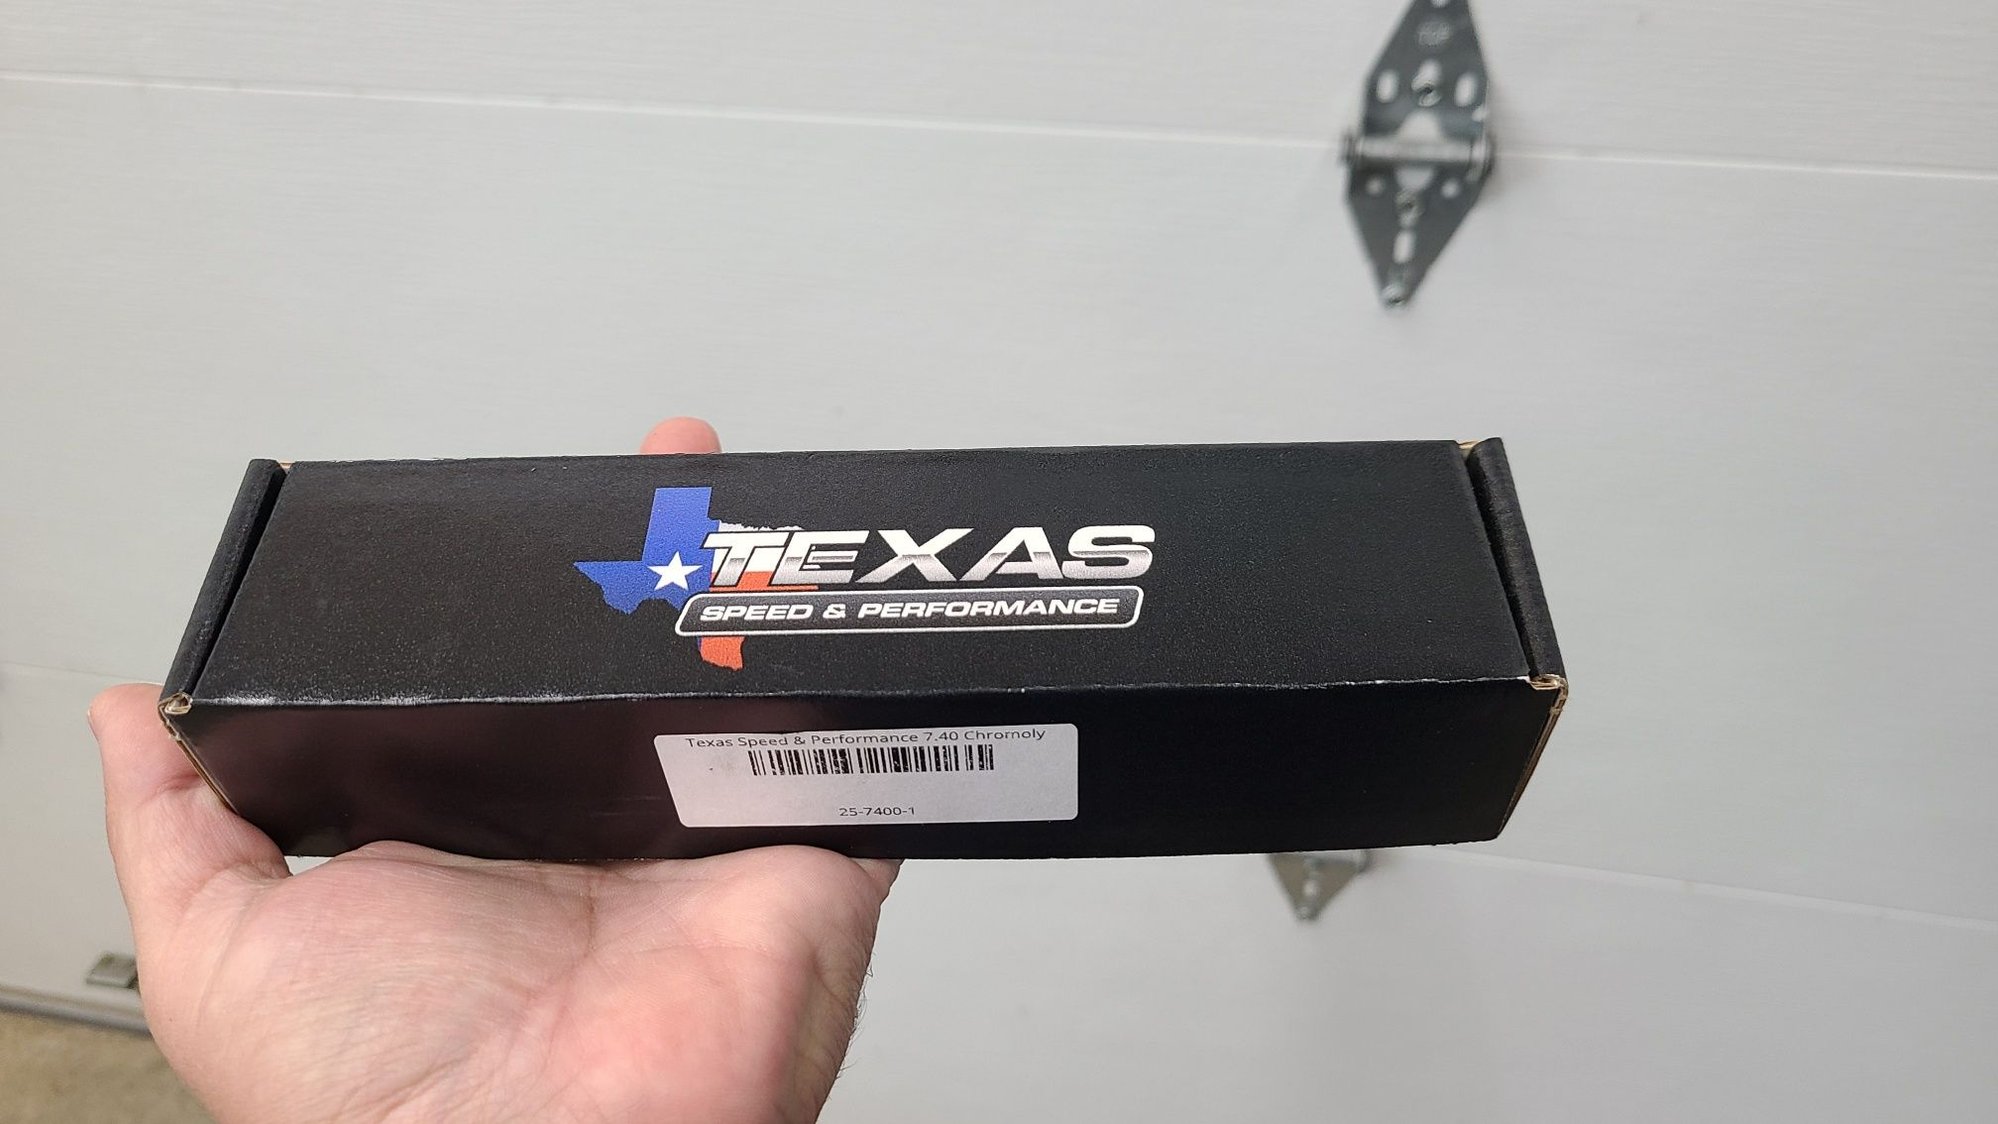 TEXAS
SPEED & PERFORMANCE
Texas Speed & Performance 7.40 Chromoly
25-7400-1